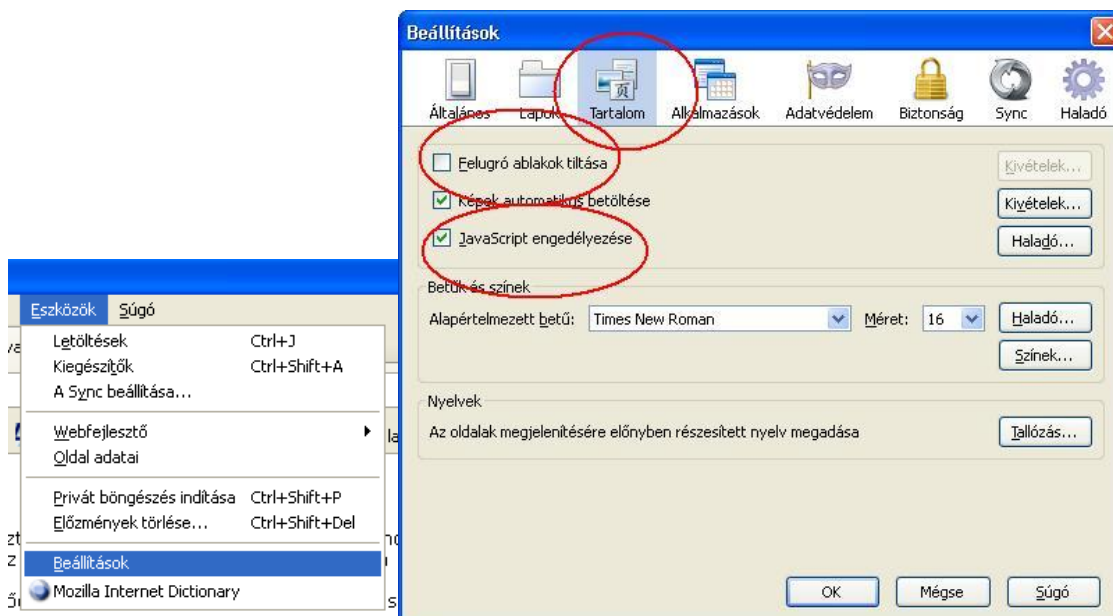 Beállítások
Általános Lapok Tartalom Alkalmazások Adatvédelem Biztonság Sync Haladó
Felugró ablakok tiltása Kivételek...
Képek automatikus betöltése Kivételek...
JavaScript engedélyezése Haladó...
Betűk és színek
Alapértelmezett betű: Times New Roman Méret: 16 Haladó...
Színek...
Nyelvek
Az oldalak megjelenítésére előnyben részesített nyelv megadása Tallózás...
OK Mégse Súgó
Eszközök Súgó
Letöltések Ctrl+J
Kiegészítők Ctrl+Shift+A
A Sync beállítása...
Webfejlesztő
Oldal adatai
Privát böngészés indítása Ctrl+Shift+P
Előzmények törlése... Ctrl+Shift+Del
Beállítások
Mozilla Internet Dictionary